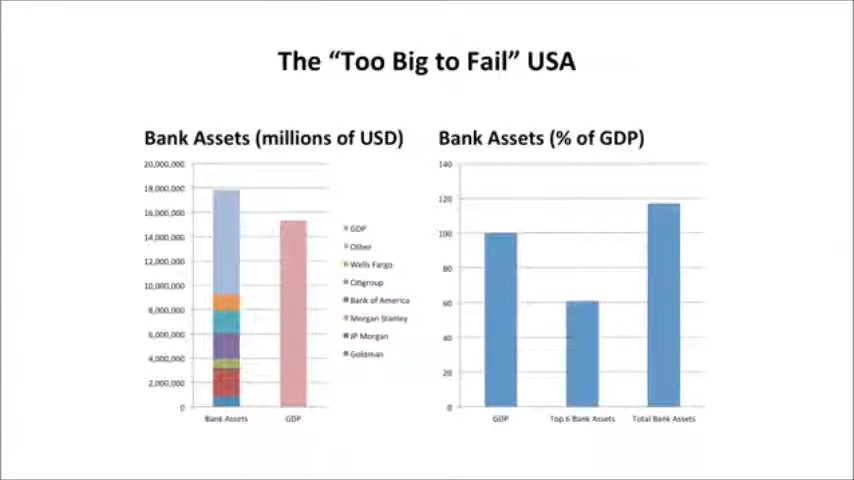 The “Too Big to Fail” USA
Bank Assets (millions of USD)
20,000,000
18,000,000
16,000,000
14,000,000
12,000,000
10,000,000
8,000,000
6,000,000
4,000,000
2,000,000
0
Bank Assets
GDP
GDP
Other
Wells Fargo
Citigroup
Bank of America
Morgan Stanley
JP Morgan
Goldman
Bank Assets (% of GDP)
140
120
100
80
60
40
20
0
GDP
Top 6 Bank Assets
Total Bank Assets